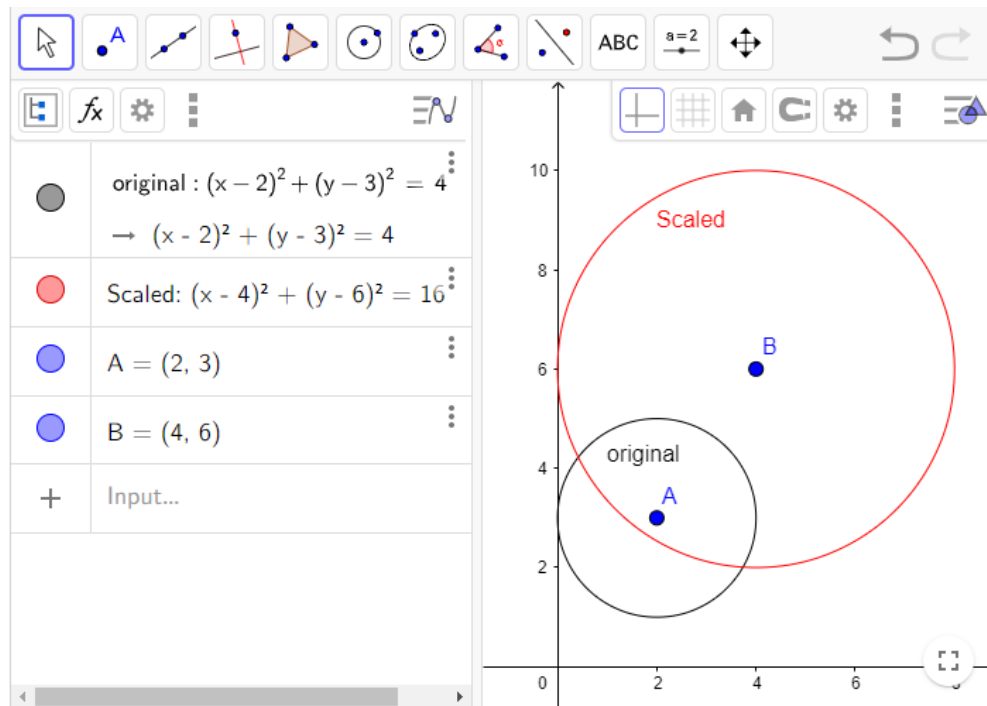 A
ABC
a=2
fx
original : (x – 2)² + (y – 3)² = 4
→ (x - 2)² + (y - 3)² = 4
Scaled: (x - 4)² + (y - 6)² = 16
A = (2, 3)
B = (4, 6)
+ Input...
10
Scaled
8
B
6
original
4
A
2
0 2 4 6